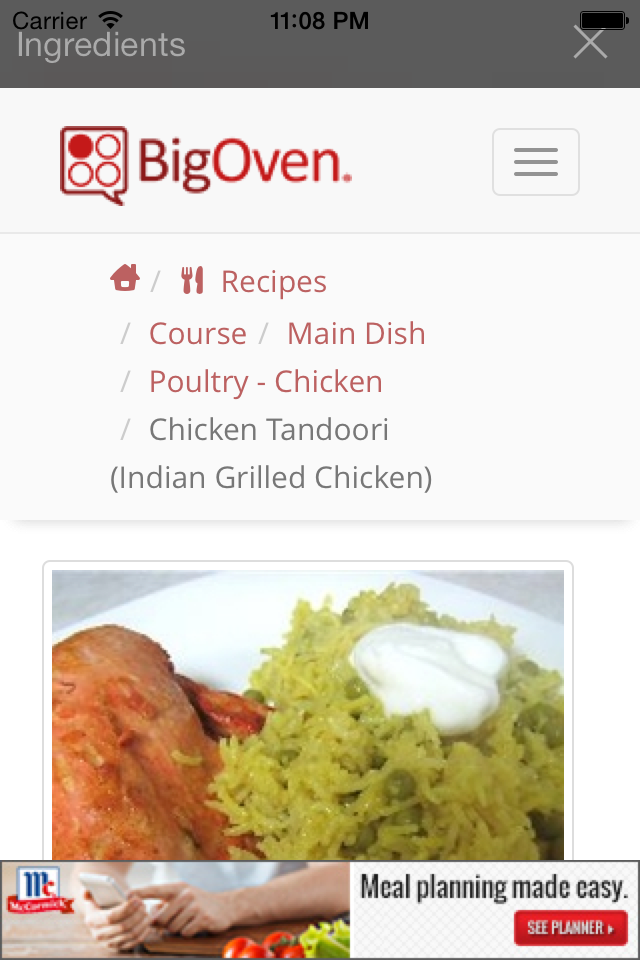 Carrier 11:08 PM
Ingredients
BigOven.
/ Recipes
/ Course / Main Dish
/ Poultry - Chicken
/ Chicken Tandoori
(Indian Grilled Chicken)
Mc
McCormick
Meal planning made easy.
SEE PLANNER